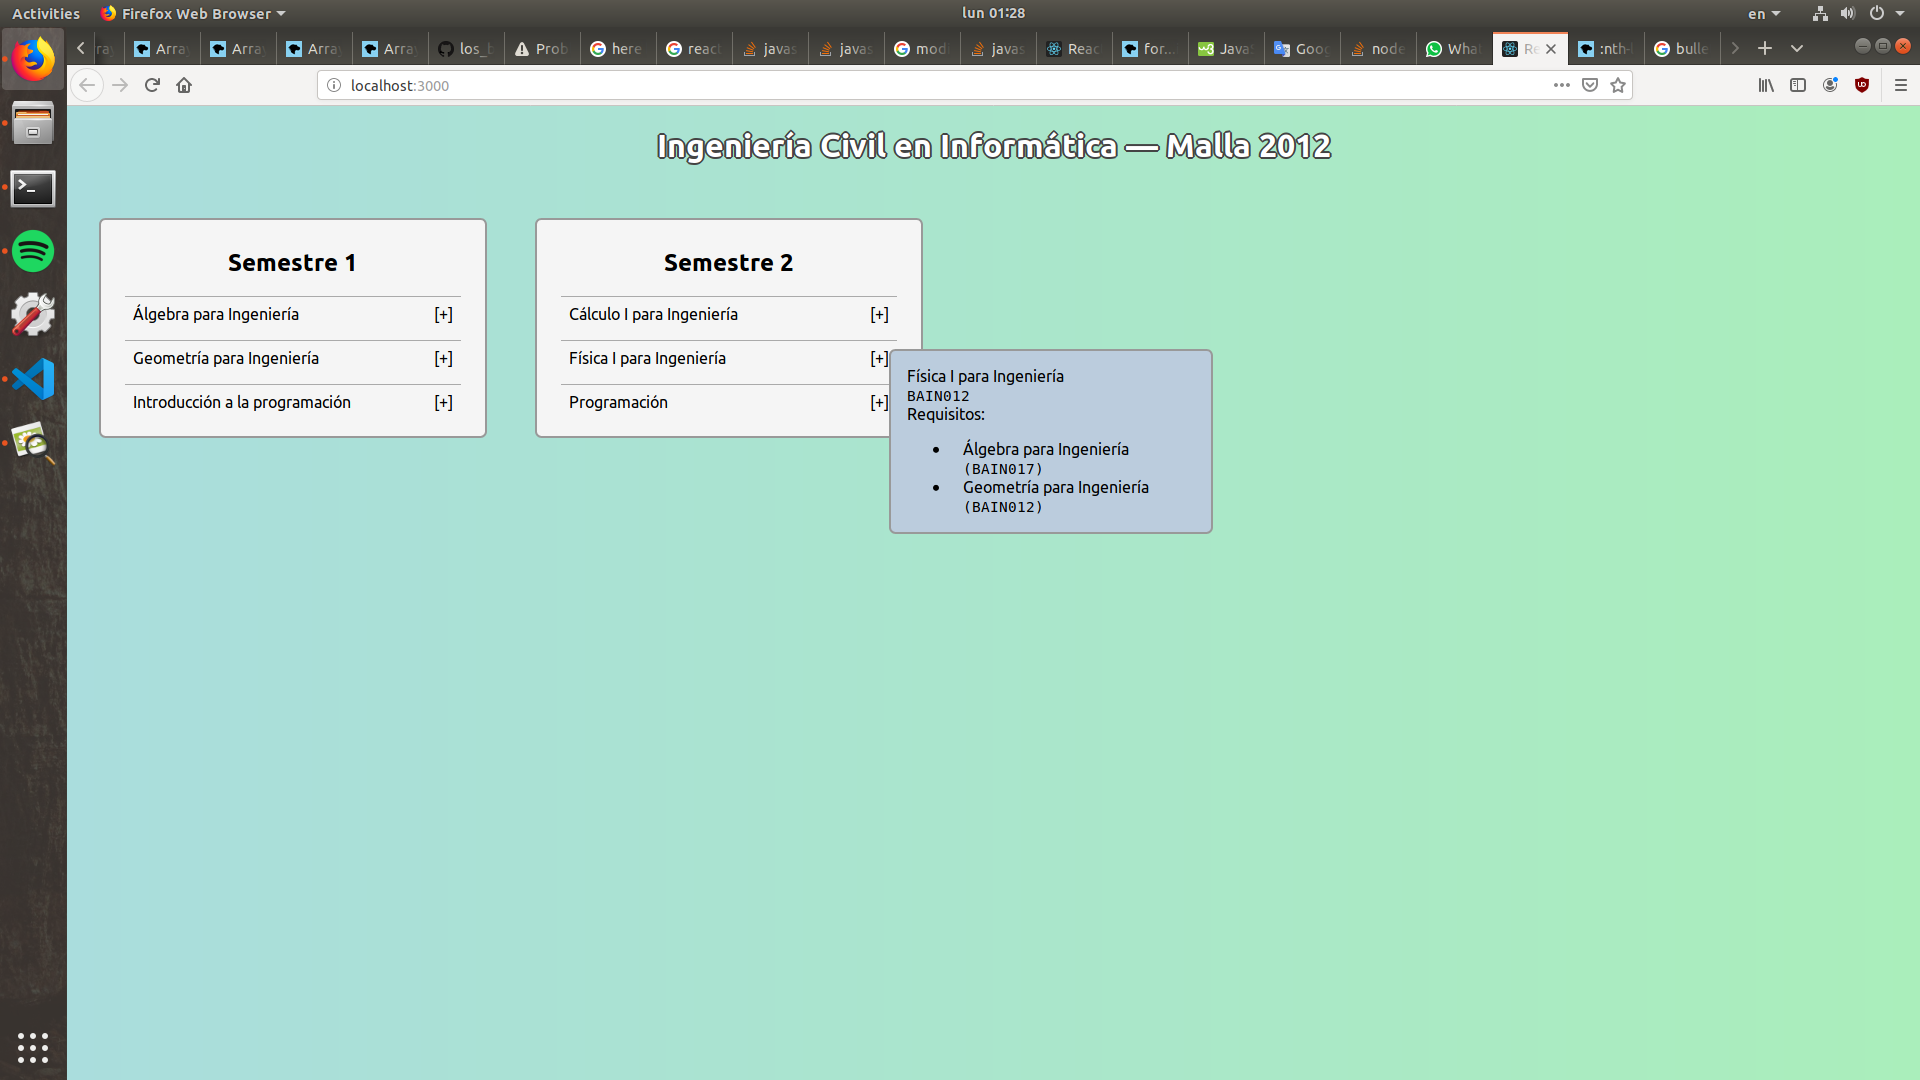 Activities
Firefox Web Browser
lun 01:28
en
Array
Array
Array
Array
los_b
Prob
here
react
javas
javas
mod
javas
Reac
for...
Java
Goog
node
What
Re
:nth-
bulle
localhost:3000
Ingeniería Civil en Informática — Malla 2012
Semestre 1
Álgebra para Ingeniería [+]
Geometría para Ingeniería [+]
Introducción a la programación [+]
Semestre 2
Cálculo I para Ingeniería [+]
Física I para Ingeniería [+]
Programación [+]
Física I para Ingeniería
BAIN012
Requisitos:
• Álgebra para Ingeniería
(BAIN017)
• Geometría para Ingeniería
(BAIN012)